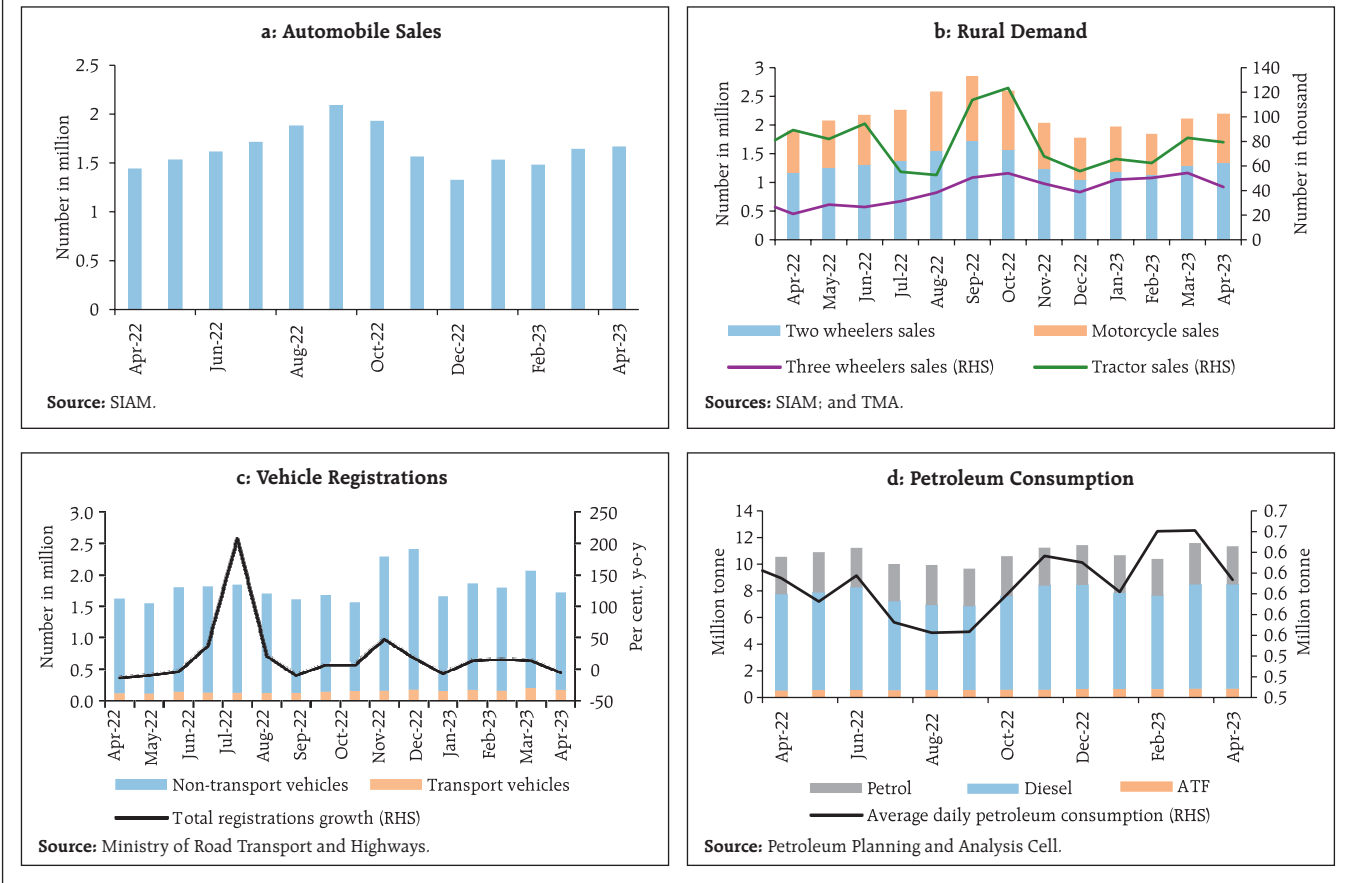 a: Automobile Sales
Number in million
2.5
2
1.5
1
0.5
0
Apr-22
Jun-22
Aug-22
Oct-22
Dec-22
Feb-23
Apr-23
Source: SIAM.
b: Rural Demand
Number in million
3
2.5
2
1.5
1
0.5
0
140
120
100
80
60
40
20
0
Number in thousand
Apr-22
May-22
Jun-22
Jul-22
Aug-22
Sep-22
Oct-22
Nov-22
Dec-22
Jan-23
Feb-23
Mar-23
Apr-23
Two wheelers sales
Motorcycle sales
Three wheelers sales (RHS)
Tractor sales (RHS)
Sources: SIAM; and TMA.
c: Vehicle Registrations
Number in million
3.0
2.5
2.0
1.5
1.0
0.5
0.0
250
200
150
100
50
0
-50
Per cent, y-o-y
Apr-22
May-22
Jun-22
Jul-22
Aug-22
Sep-22
Oct-22
Nov-22
Dec-22
Jan-23
Feb-23
Mar-23
Apr-23
Non-transport vehicles
Transport vehicles
Total registrations growth (RHS)
Source: Ministry of Road Transport and Highways.
d: Petroleum Consumption
Million tonne
14
12
10
8
6
4
2
0
0.7
0.7
0.6
0.6
0.6
0.6
0.6
0.5
0.5
0.5
Million tonne
Apr-22
Jun-22
Aug-22
Oct-22
Dec-22
Feb-23
Apr-23
Petrol
Diesel
ATF
Average daily petroleum consumption (RHS)
Source: Petroleum Planning and Analysis Cell.